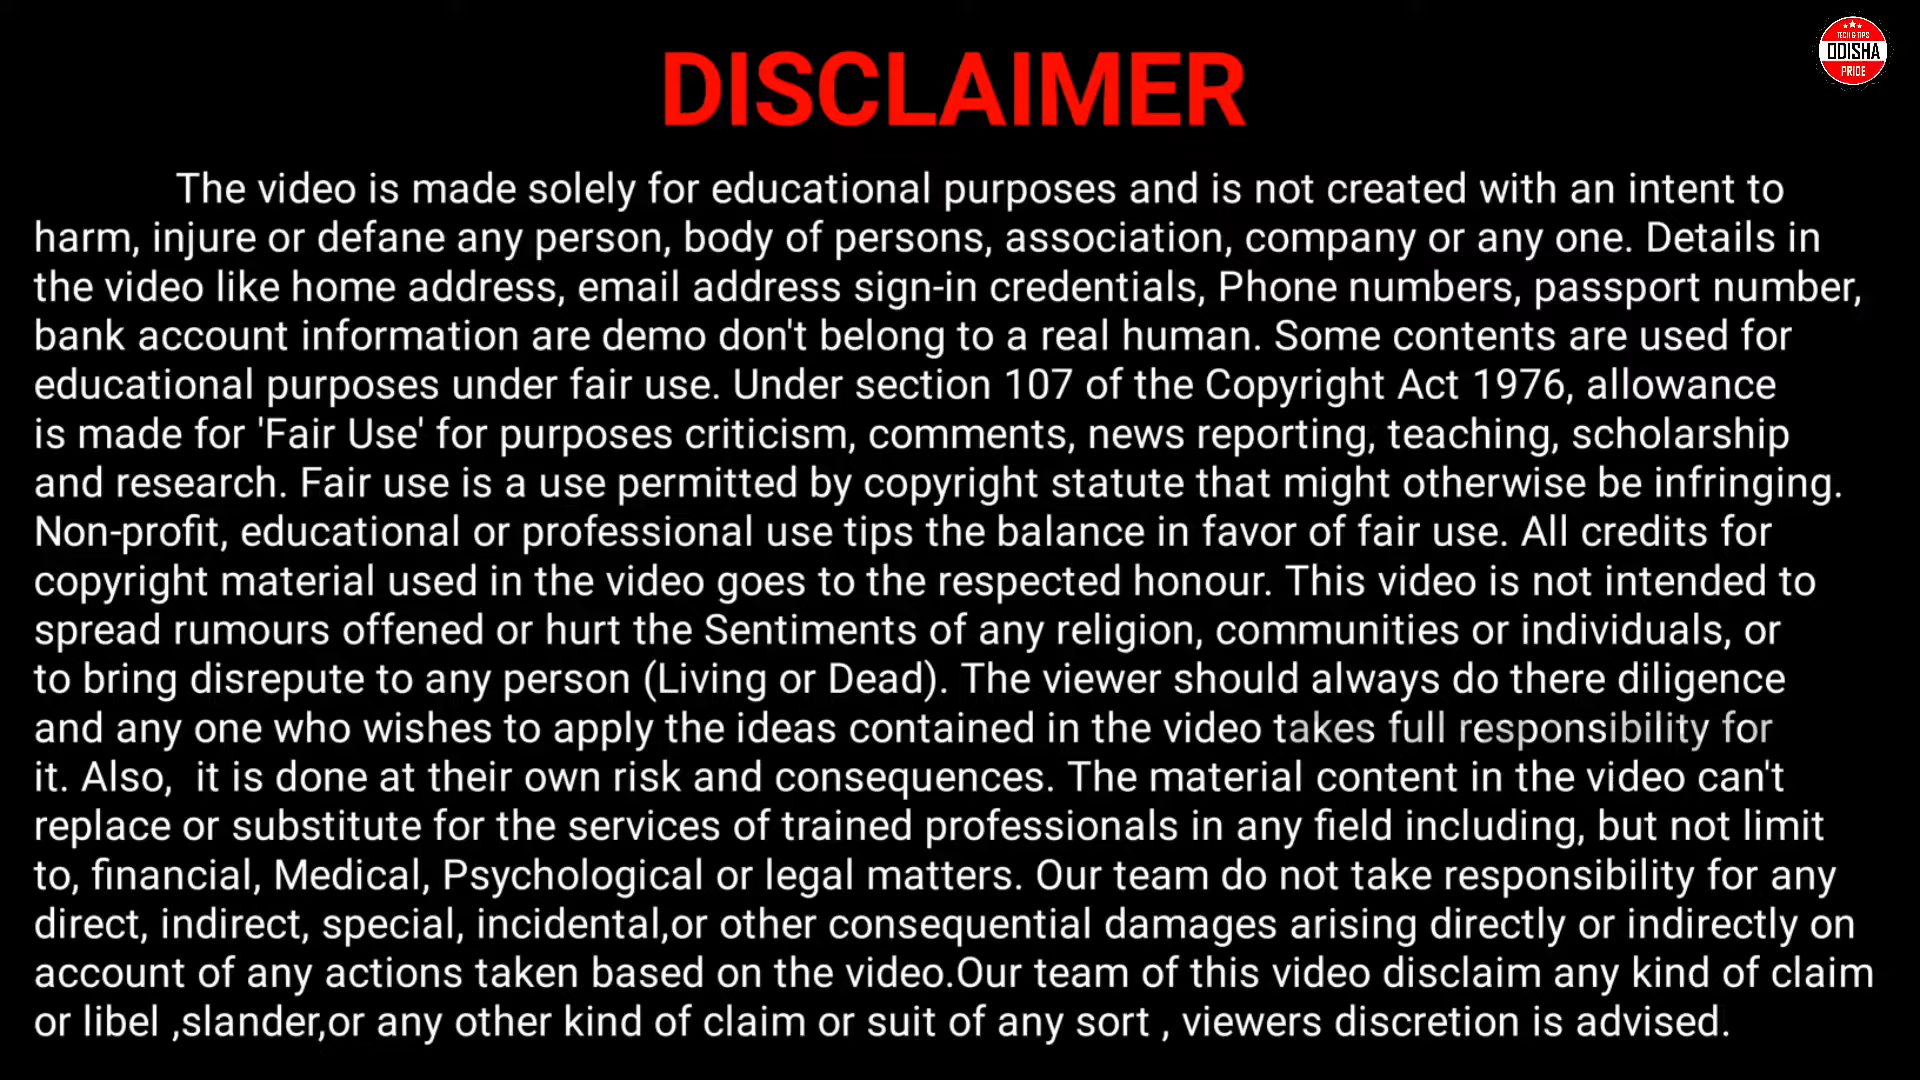 TECH & TIPS
ODISHA
PRIDE
DISCLAIMER
The video is made solely for educational purposes and is not created with an intent to
harm, injure or defane any person, body of persons, association, company or any one. Details in
the video like home address, email address sign-in credentials, Phone numbers, passport number,
bank account information are demo don't belong to a real human. Some contents are used for
educational purposes under fair use. Under section 107 of the Copyright Act 1976, allowance
is made for 'Fair Use' for purposes criticism, comments, news reporting, teaching, scholarship
and research. Fair use is a use permitted by copyright statute that might otherwise be infringing.
Non-profit, educational or professional use tips the balance in favor of fair use. All credits for
copyright material used in the video goes to the respected honour. This video is not intended to
spread rumours offened or hurt the Sentiments of any religion, communities or individuals, or
to bring disrepute to any person (Living or Dead). The viewer should always do there diligence
and any one who wishes to apply the ideas contained in the video takes full responsibility for
it. Also,  it is done at their own risk and consequences. The material content in the video can't
replace or substitute for the services of trained professionals in any field including, but not limit
to, financial, Medical, Psychological or legal matters. Our team do not take responsibility for any
direct, indirect, special, incidental,or other consequential damages arising directly or indirectly on
account of any actions taken based on the video.Our team of this video disclaim any kind of claim
or libel ,slander,or any other kind of claim or suit of any sort , viewers discretion is advised.